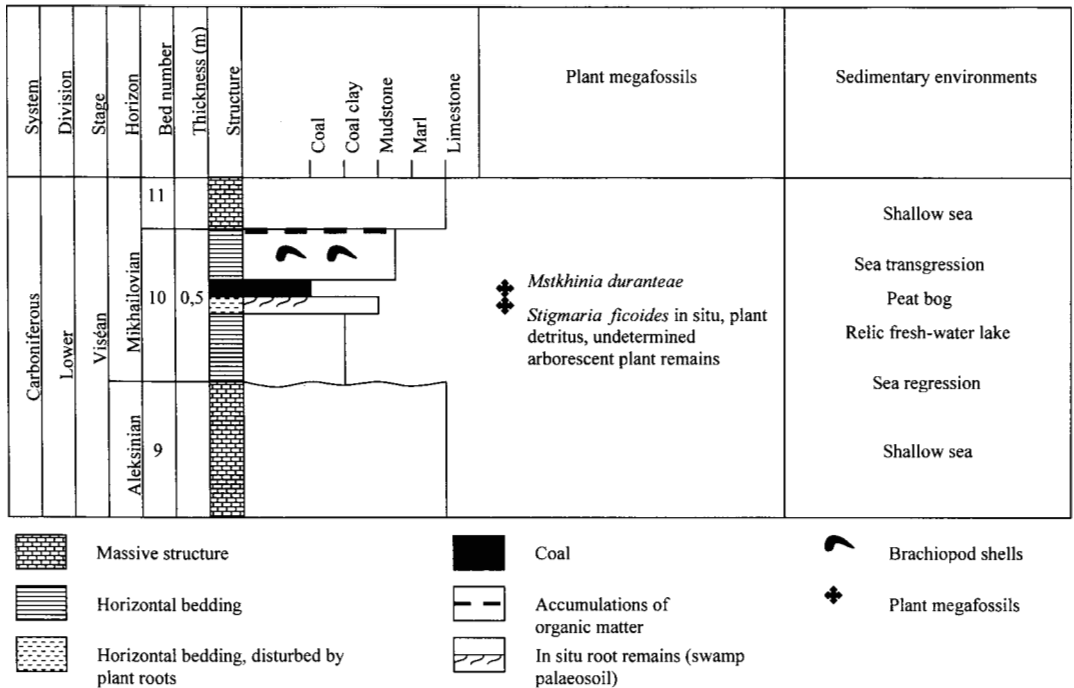 System
Division
Stage
Horizon
Bed number
Thickness (m)
Structure
Coal
Coal clay
Mudstone
Marl
Limestone
Plant megafossils
Sedimentary environments
Carboniferous
Lower
Viséan
Mikhailovian
Aleksinian
11
10
0,5
9
Mstkhinia duranteae
Stigmaria ficoides in situ, plant
detritus, undetermined
arborescent plant remains
Shallow sea
Sea transgression
Peat bog
Relic fresh-water lake
Sea regression
Shallow sea
Massive structure
Horizontal bedding
Horizontal bedding, disturbed by
plant roots
Coal
Accumulations of
organic matter
In situ root remains (swamp
palaeosoil)
Brachiopod shells
Plant megafossils